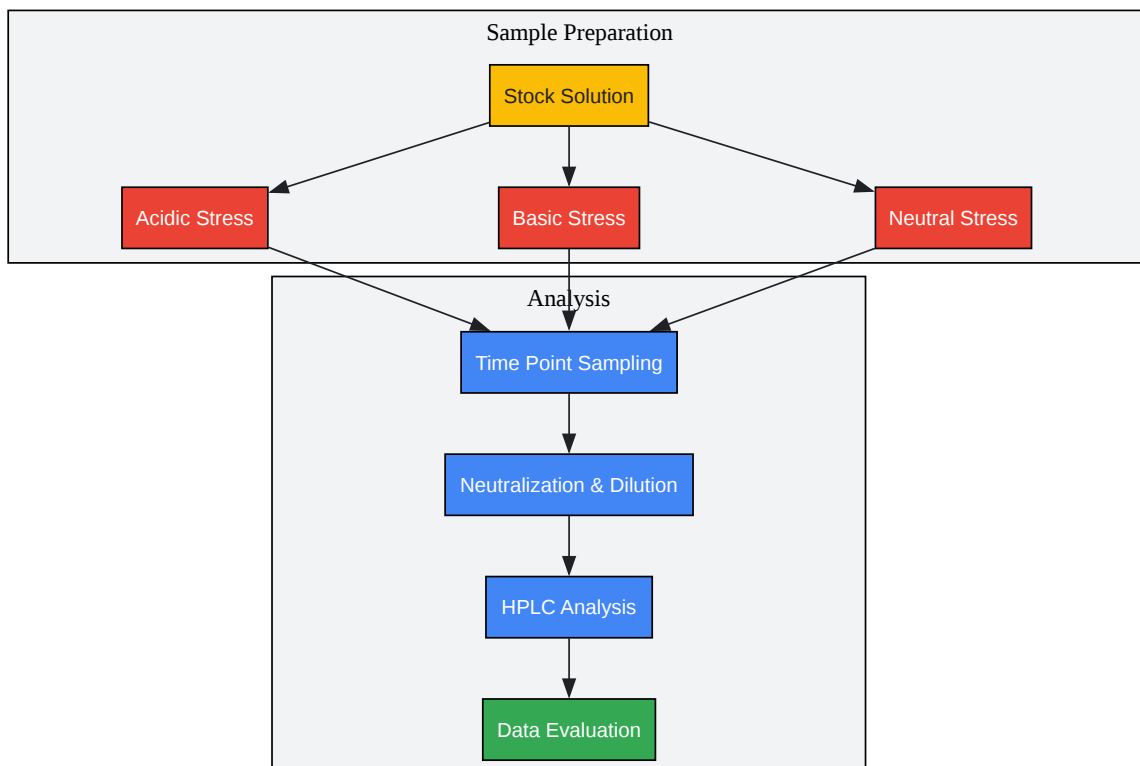 Sample Preparation
Stock Solution
Acidic Stress
Basic Stress
Neutral Stress
Analysis
Time Point Sampling
Neutralization & Dilution
HPLC Analysis
Data Evaluation